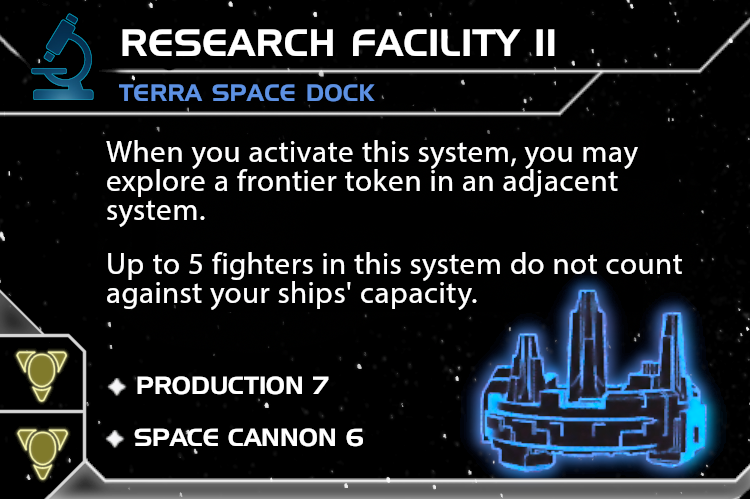 RESEARCH FACILITY II
TERRA SPACE DOCK
When you activate this system, you may
explore a frontier token in an adjacent
system.
Up to 5 fighters in this system do not count
against your ships' capacity.
PRODUCTION 7
SPACE CANNON 6